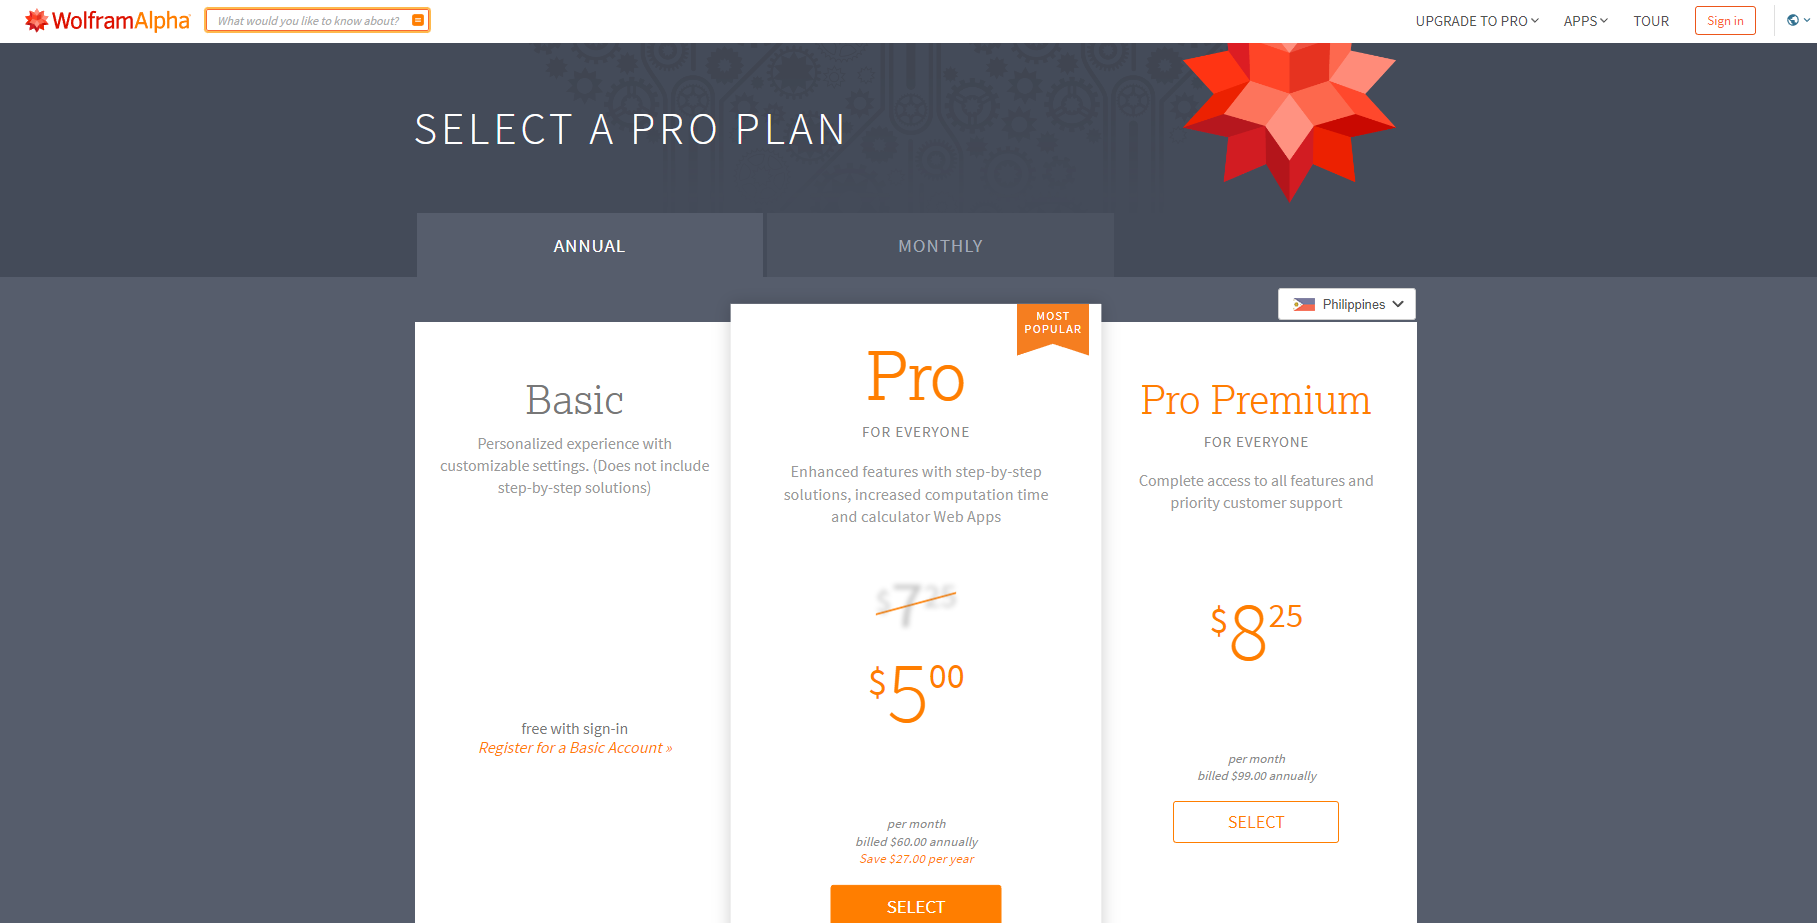 WolframAlpha
What would you like to know about?
UPGRADE TO PRO
APPS
TOUR
Sign in
SELECT A PRO PLAN
ANNUAL
MONTHLY
Philippines
Basic
Personalized experience with
customizable settings. (Does not include
step-by-step solutions)
free with sign-in
Register for a Basic Account »
MOST
POPULAR
Pro
FOR EVERYONE
Enhanced features with step-by-step
solutions, increased computation time
and calculator Web Apps
$7 25
$5 00
per month
billed $60.00 annually
Save $27.00 per year
SELECT
Pro Premium
FOR EVERYONE
Complete access to all features and
priority customer support
$8 25
per month
billed $99.00 annually
SELECT